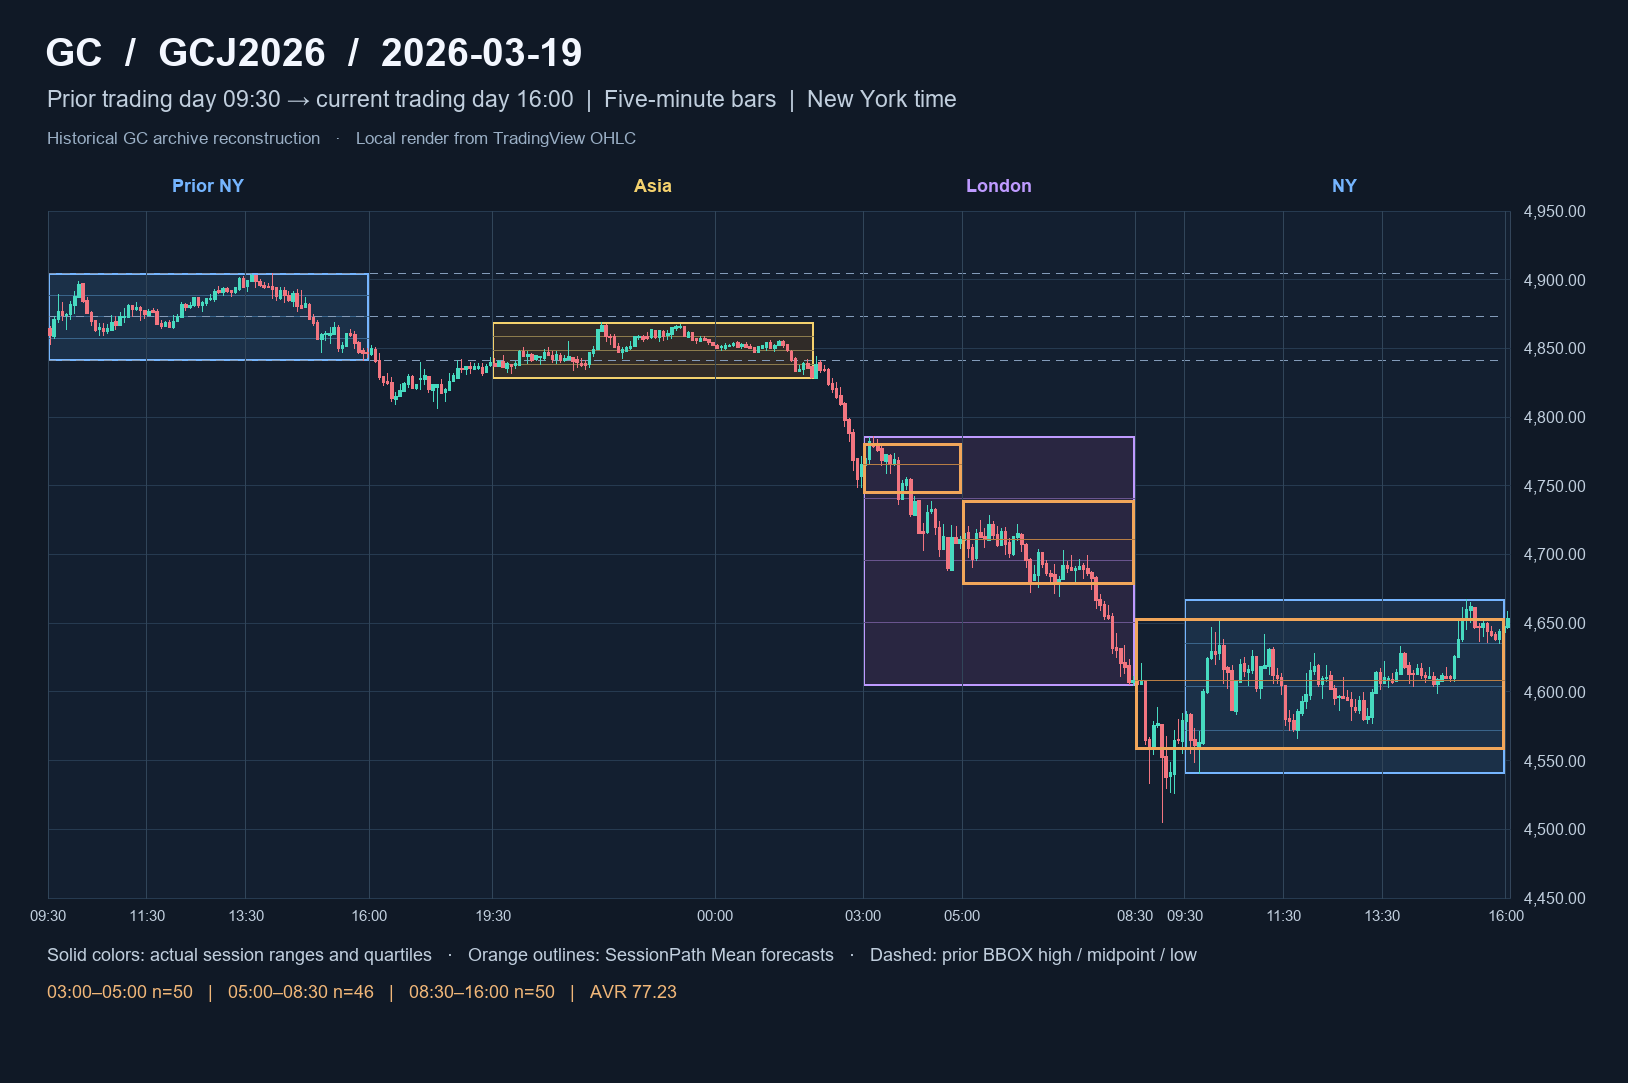 GC / GCJ2026 / 2026-03-19
Prior trading day 09:30 → current trading day 16:00 | Five-minute bars | New York time
Historical GC archive reconstruction · Local render from TradingView OHLC
Prior NY Asia London NY
4,950.00
4,900.00
4,850.00
4,800.00
4,750.00
4,700.00
4,650.00
4,600.00
4,550.00
4,500.00
4,450.00
09:30 11:30 13:30 16:00 19:30 00:00 03:00 05:00 08:30 09:30 11:30 13:30 16:00
Solid colors: actual session ranges and quartiles · Orange outlines: SessionPath Mean forecasts · Dashed: prior BBOX high / midpoint / low
03:00–05:00 n=50 | 05:00–08:30 n=46 | 08:30–16:00 n=50 | AVR 77.23